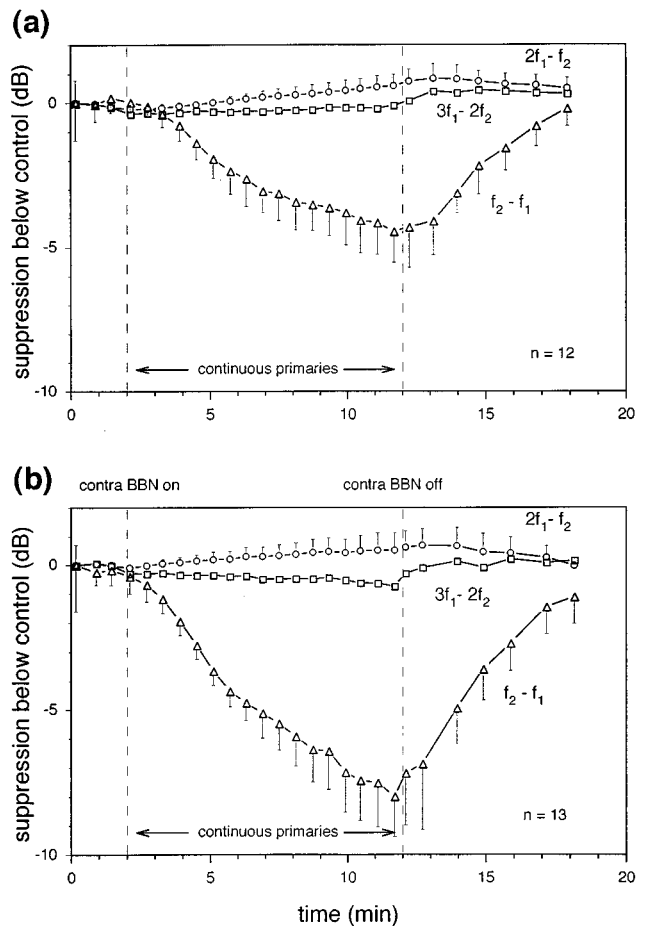 (a)
suppression below control (dB)
0
-5
-10
2f₁- f₂
3f₁- 2f₂
f₂ - f₁
n = 12
continuous primaries
0 5 10 15 20
(b)
contra BBN on contra BBN off
suppression below control (dB)
0
-5
-10
2f₁- f₂
3f₁- 2f₂
f₂ - f₁
n = 13
continuous primaries
0 5 10 15 20
time (min)